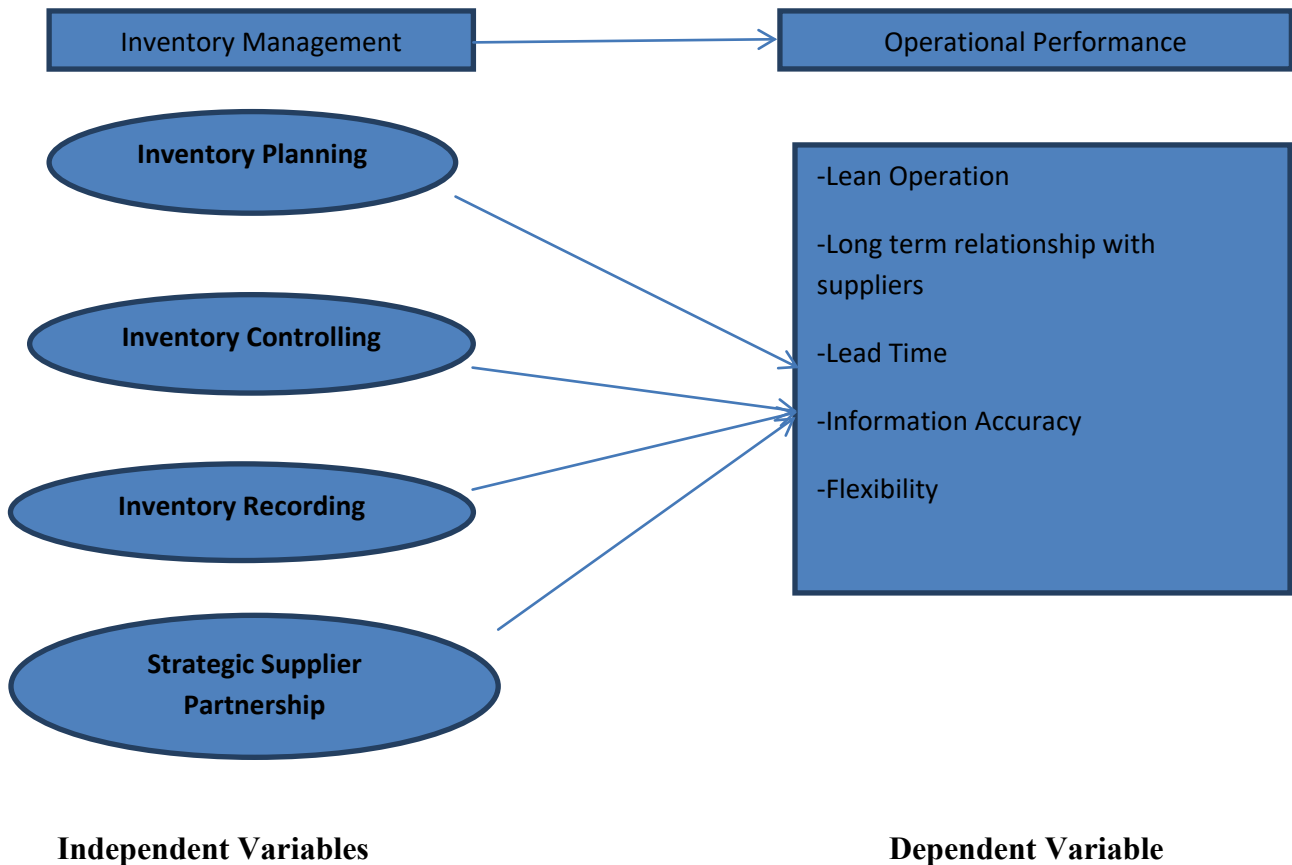 Inventory Management
Operational Performance
Inventory Planning
Inventory Controlling
Inventory Recording
Strategic Supplier
Partnership
-Lean Operation
-Long term relationship with
suppliers
-Lead Time
-Information Accuracy
-Flexibility
Independent Variables
Dependent Variable